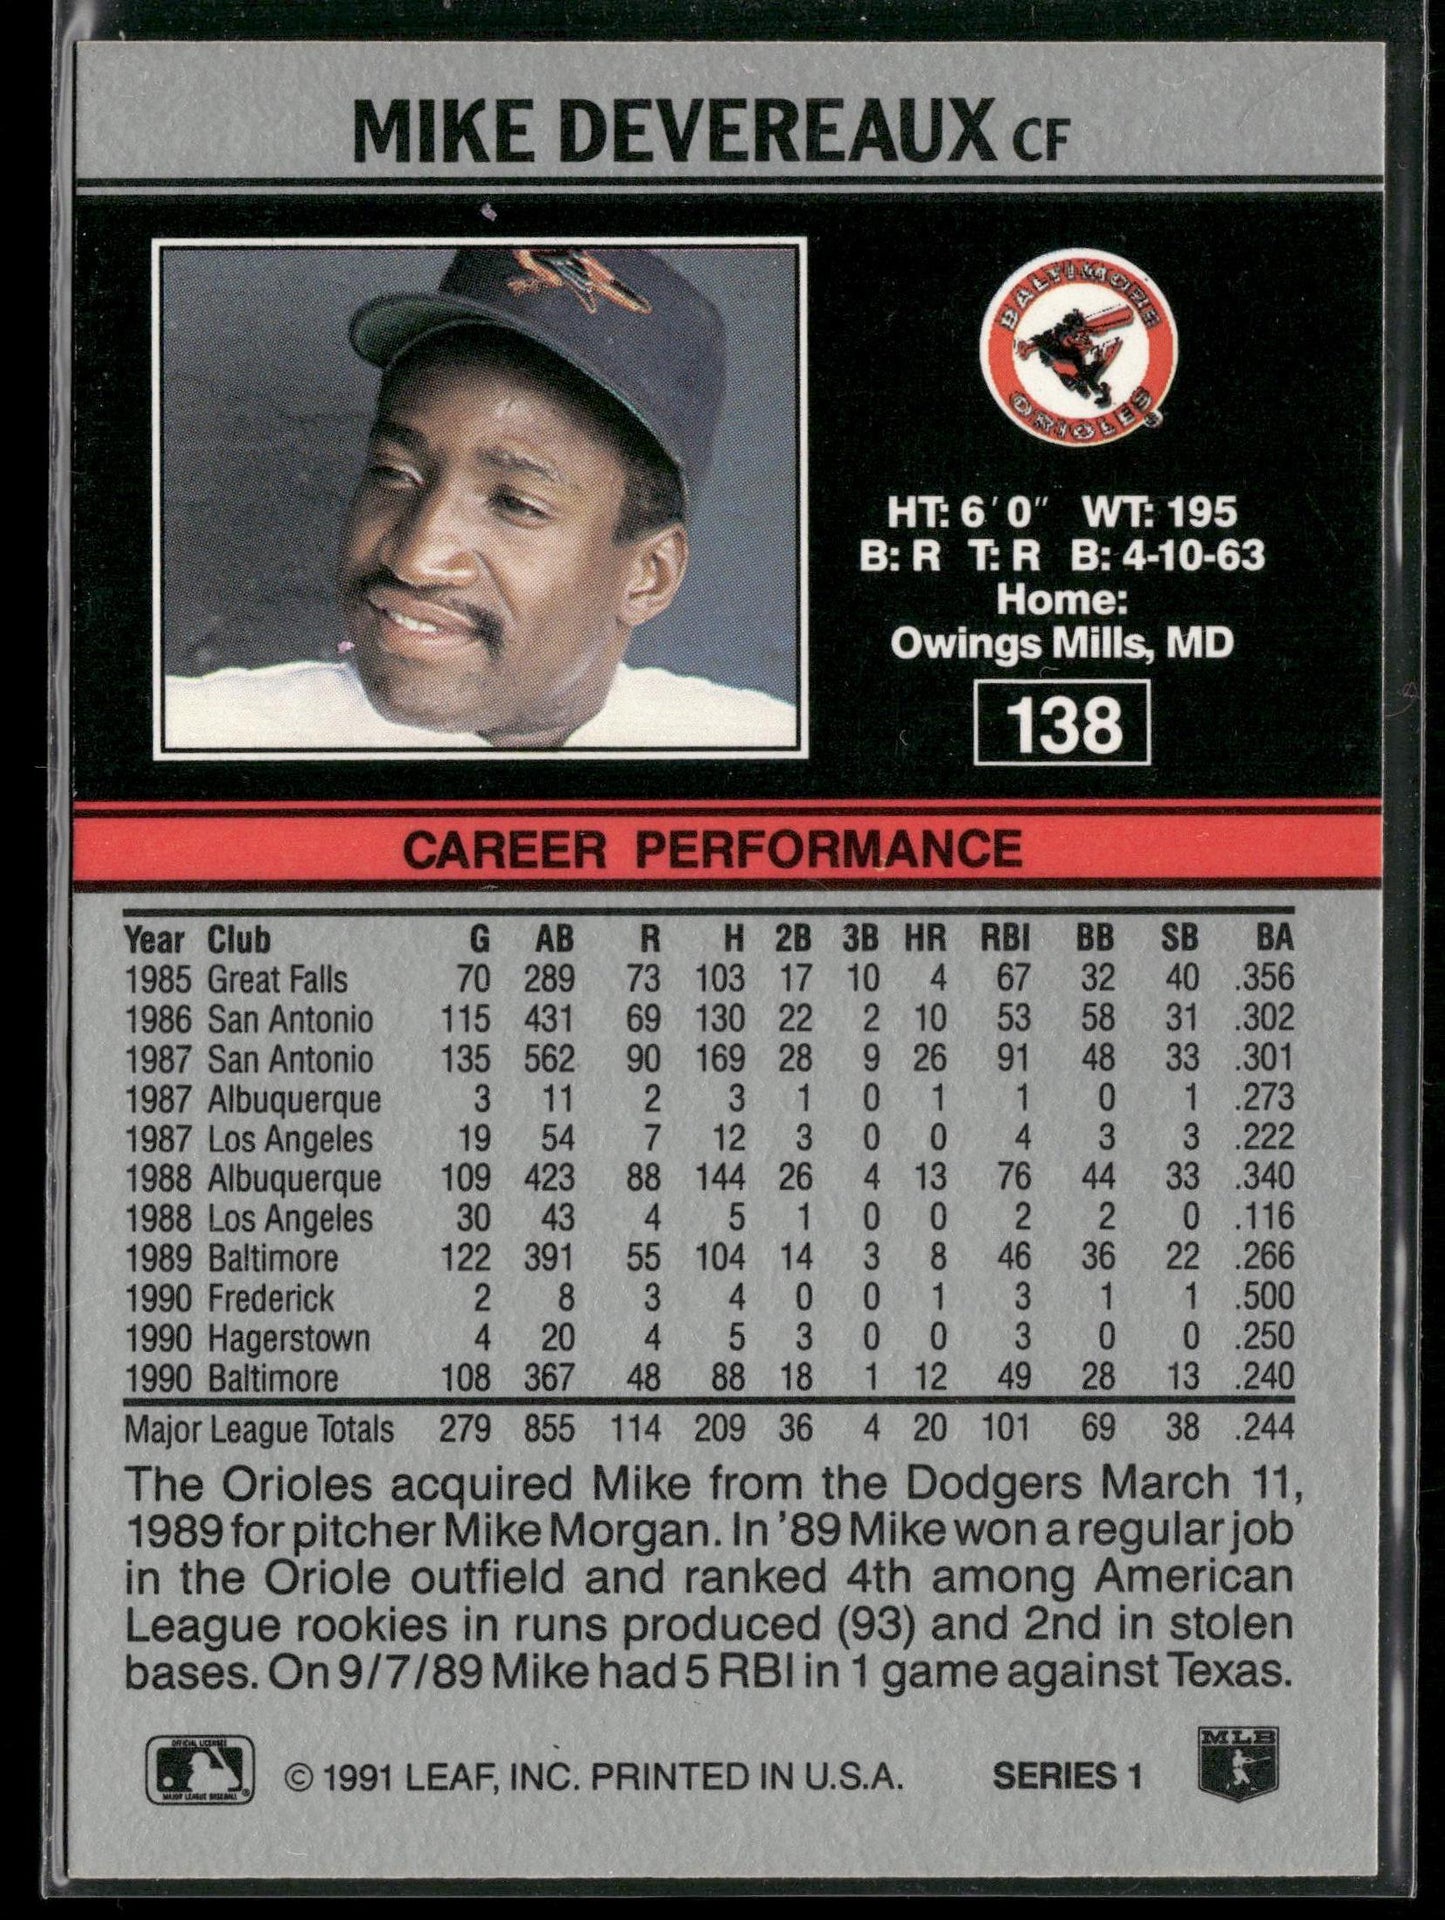 MIKE DEVEREAUX CF
BALTIMORE
ORIOLES
HT: 6'0" WT: 195
B: R T: R B: 4-10-63
Home:
Owings Mills, MD
138
CAREER PERFORMANCE
Year Club G AB R H 2B 3B HR RBI BB SB BA
1985 Great Falls 70 289 73 103 17 10 4 67 32 40 .356
1986 San Antonio 115 431 69 130 22 2 10 53 58 31 .302
1987 San Antonio 135 562 90 169 28 9 26 91 48 33 .301
1987 Albuquerque 3 11 2 3 1 0 1 1 0 1 .273
1987 Los Angeles 19 54 7 12 3 0 0 4 3 3 .222
1988 Albuquerque 109 423 88 144 26 4 13 76 44 33 .340
1988 Los Angeles 30 43 4 5 1 0 0 2 2 0 .116
1989 Baltimore 122 391 55 104 14 3 8 46 36 22 .266
1990 Frederick 2 8 3 4 0 0 1 3 1 1 .500
1990 Hagerstown 4 20 4 5 3 0 0 3 0 0 .250
1990 Baltimore 108 367 48 88 18 1 12 49 28 13 .240
Major League Totals 279 855 114 209 36 4 20 101 69 38 .244
The Orioles acquired Mike from the Dodgers March 11,
1989 for pitcher Mike Morgan. In '89 Mike won a regular job
in the Oriole outfield and ranked 4th among American
League rookies in runs produced (93) and 2nd in stolen
bases. On 9/7/89 Mike had 5 RBI in 1 game against Texas.
OFFICIAL LICENSEE
MAJOR LEAGUE BASEBALL
© 1991 LEAF, INC. PRINTED IN U.S.A.
SERIES 1
MLB